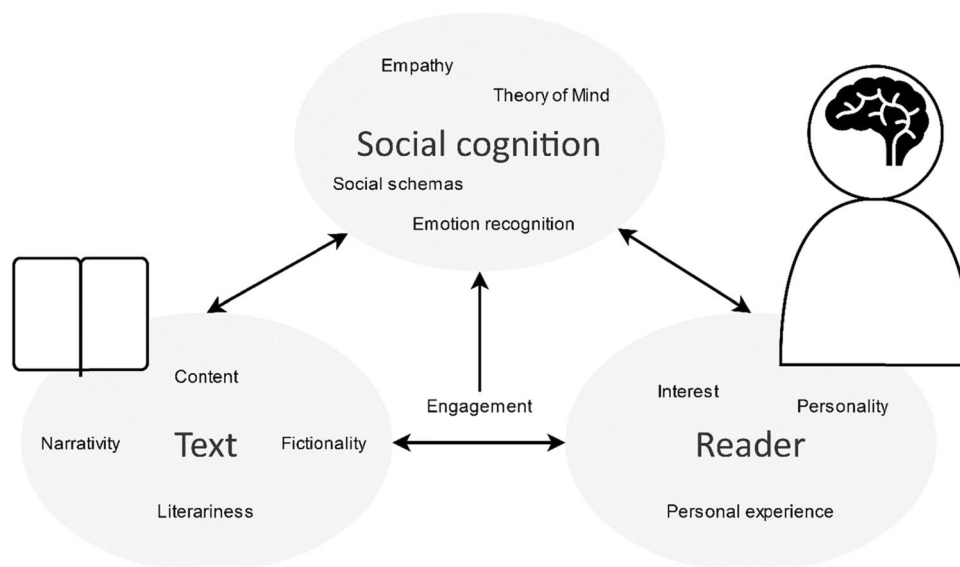 Empathy
Theory of Mind
Social cognition
Social schemas
Emotion recognition
Content
Narrativity
Text
Fictionality
Literariness
Engagement
Interest
Personality
Reader
Personal experience